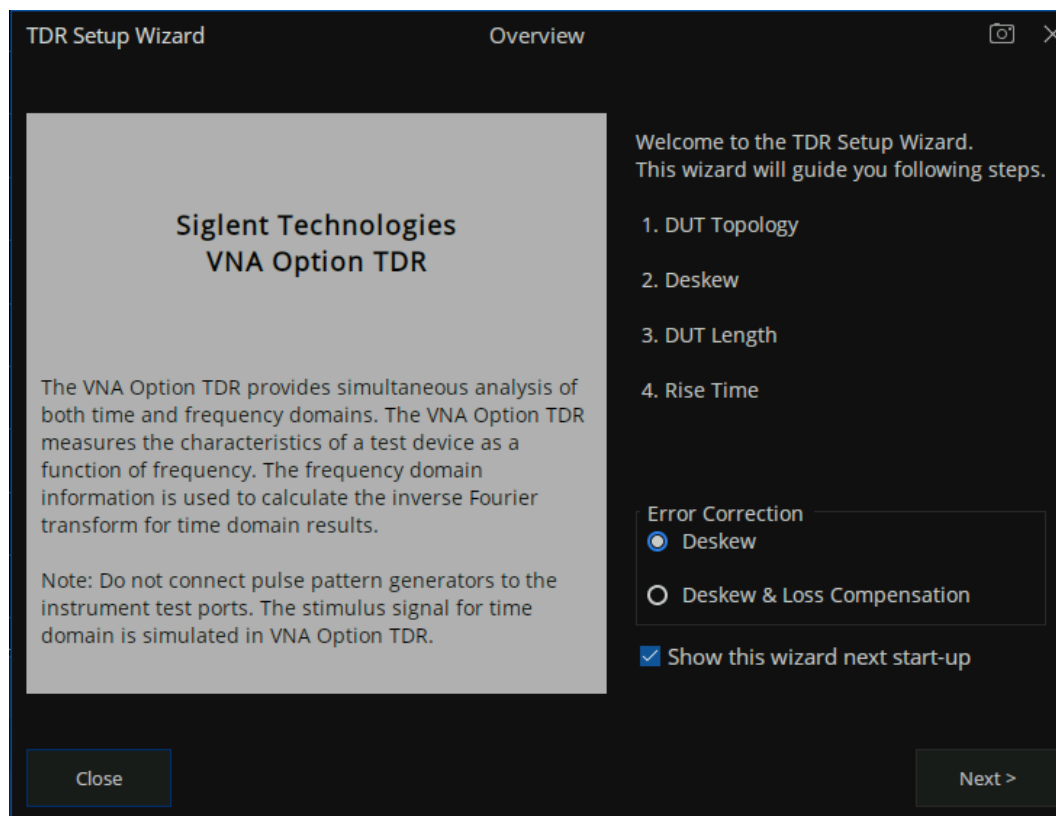 TDR Setup Wizard
Overview
Siglent Technologies
VNA Option TDR
The VNA Option TDR provides simultaneous analysis of
both time and frequency domains. The VNA Option TDR
measures the characteristics of a test device as a
function of frequency. The frequency domain
information is used to calculate the inverse Fourier
transform for time domain results.
Note: Do not connect pulse pattern generators to the
instrument test ports. The stimulus signal for time
domain is simulated in VNA Option TDR.
Welcome to the TDR Setup Wizard.
This wizard will guide you following steps.
1. DUT Topology
2. Deskew
3. DUT Length
4. Rise Time
Error Correction
Deskew
Deskew & Loss Compensation
Show this wizard next start-up
Close
Next >